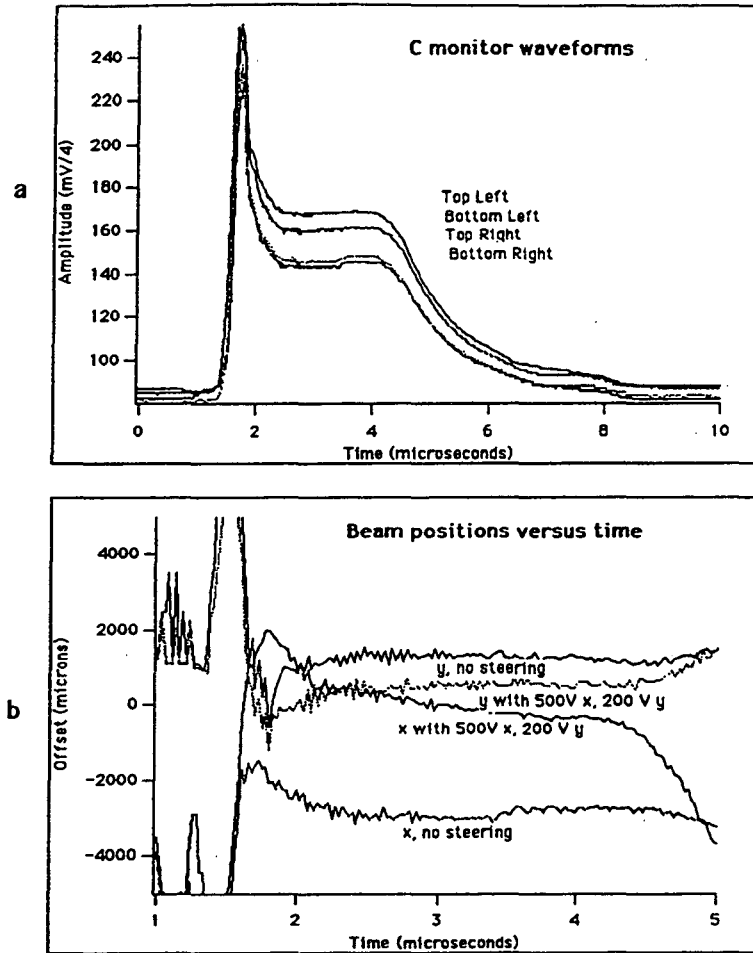 a
C monitor waveforms
Amplitude (mV/4)
240
220
200
180
160
140
120
100
Top Left
Bottom Left
Top Right
Bottom Right
0
2
4
6
8
10
Time (microseconds)
b
Beam positions versus time
Offset (microns)
4000
2000
0
-2000
-4000
y, no steering
y with 500V x, 200 V y
x with 500V x, 200 V y
x, no steering
1
2
3
4
5
Time (microseconds)